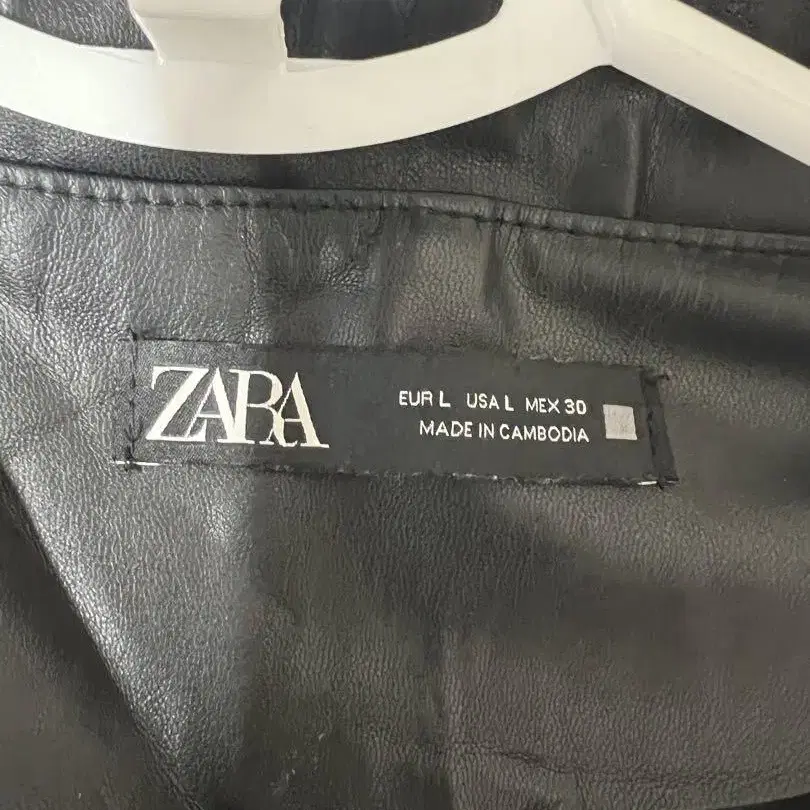 ZARA
EUR L USA L MEX 30
MADE IN CAMBODIA